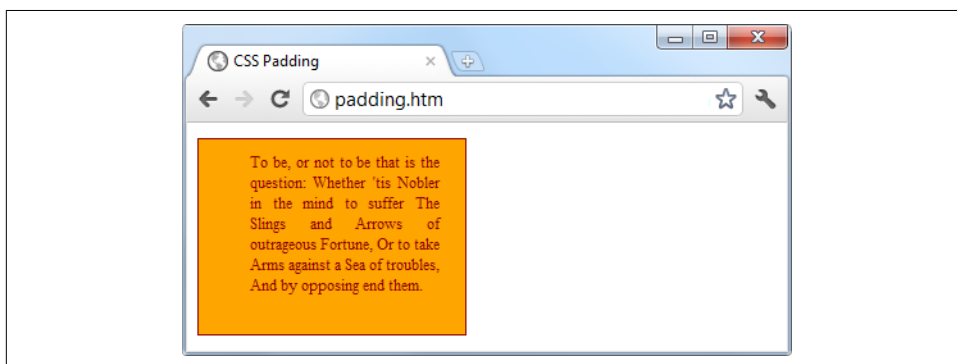 CSS Padding
padding.htm
To be, or not to be that is the
question: Whether 'tis Nobler
in the mind to suffer The
Slings and Arrows of
outrageous Fortune, Or to take
Arms against a Sea of troubles,
And by opposing end them.